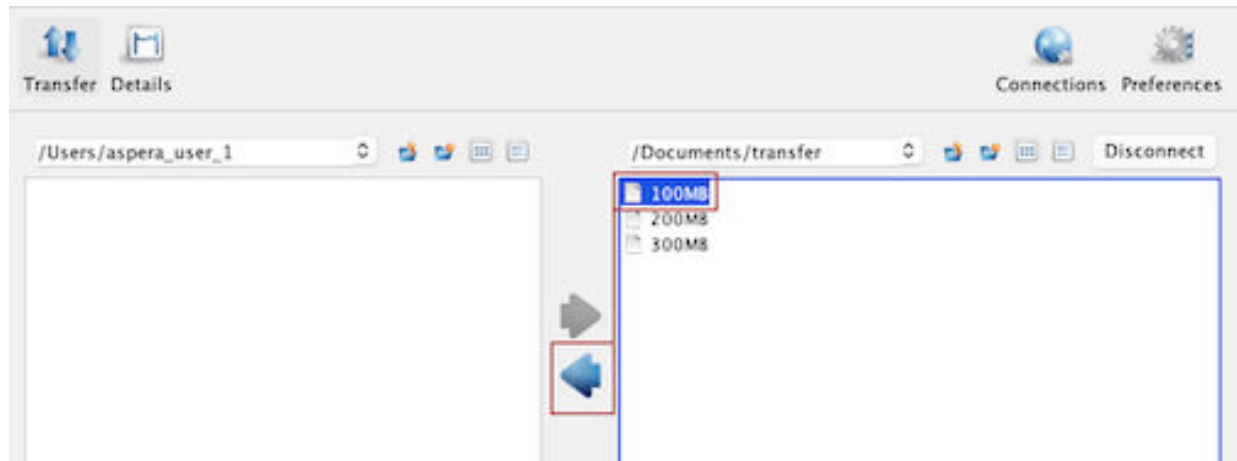 Transfer Details
Connections Preferences
/Users/aspera_user_1
/Documents/transfer
Disconnect
100MB
200MB
300MB